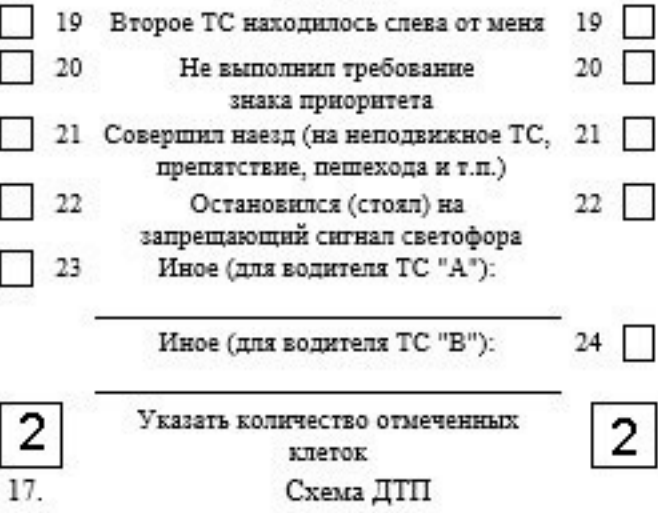 19 Второе ТС находилось слева от меня 19
20 Не выполнил требование 20
знака приоритета
21 Совершил наезд (на неподвижное ТС, 21
препятствие, пешехода и т.п.)
22 Остановился (стоял) на 22
запрещающий сигнал светофора
23 Иное (для водителя ТС "А"):
Иное (для водителя ТС "В"): 24
2 Указать количество отмеченных 2
клеток
17. Схема ДТП